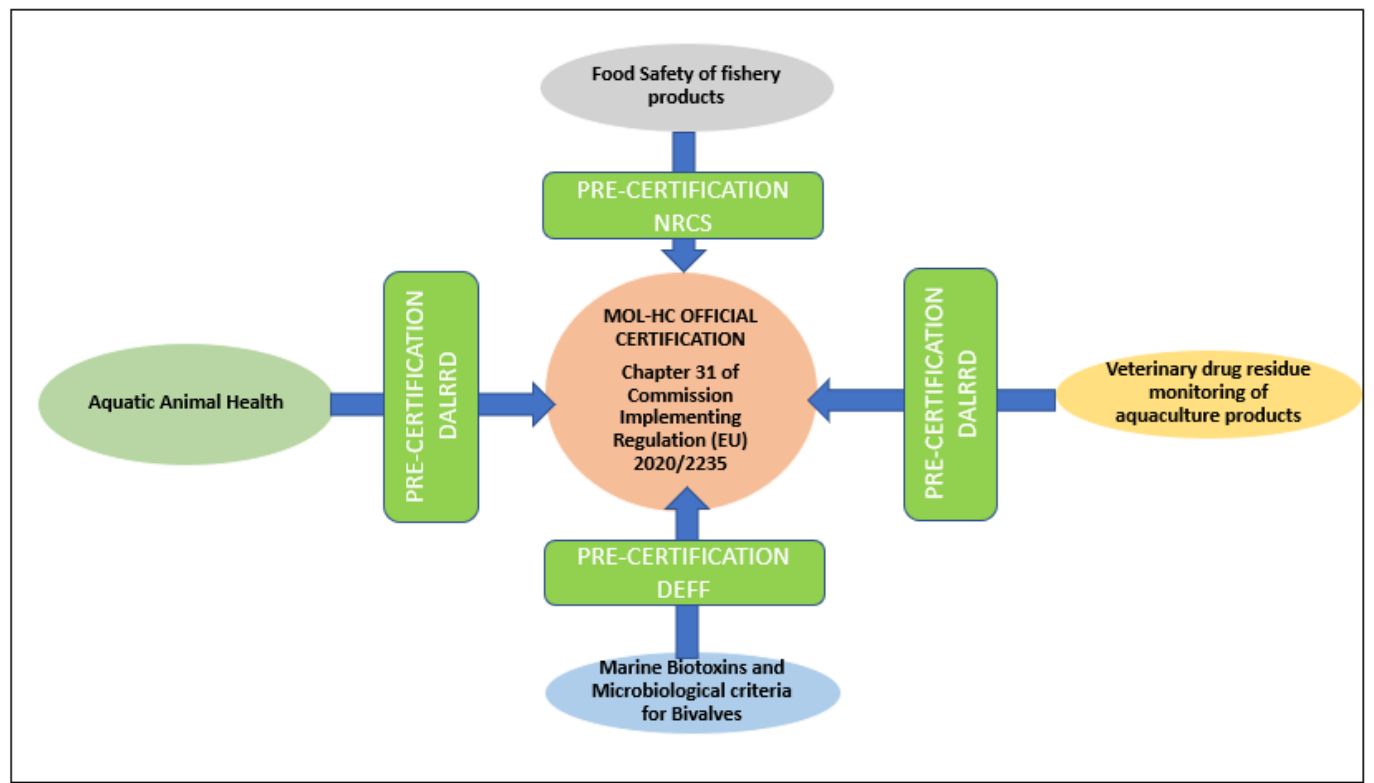 Food Safety of fishery
products
PRE-CERTIFICATION
NRCS
Aquatic Animal Health
PRE-CERTIFICATION
DALRRD
MOL-HC OFFICIAL
CERTIFICATION
Chapter 31 of
Commission
Implementing
Regulation (EU)
2020/2235
PRE-CERTIFICATION
DALRRD
Veterinary drug residue
monitoring of
aquaculture products
PRE-CERTIFICATION
DEFF
Marine Biotoxins and
Microbiological criteria
for Bivalves